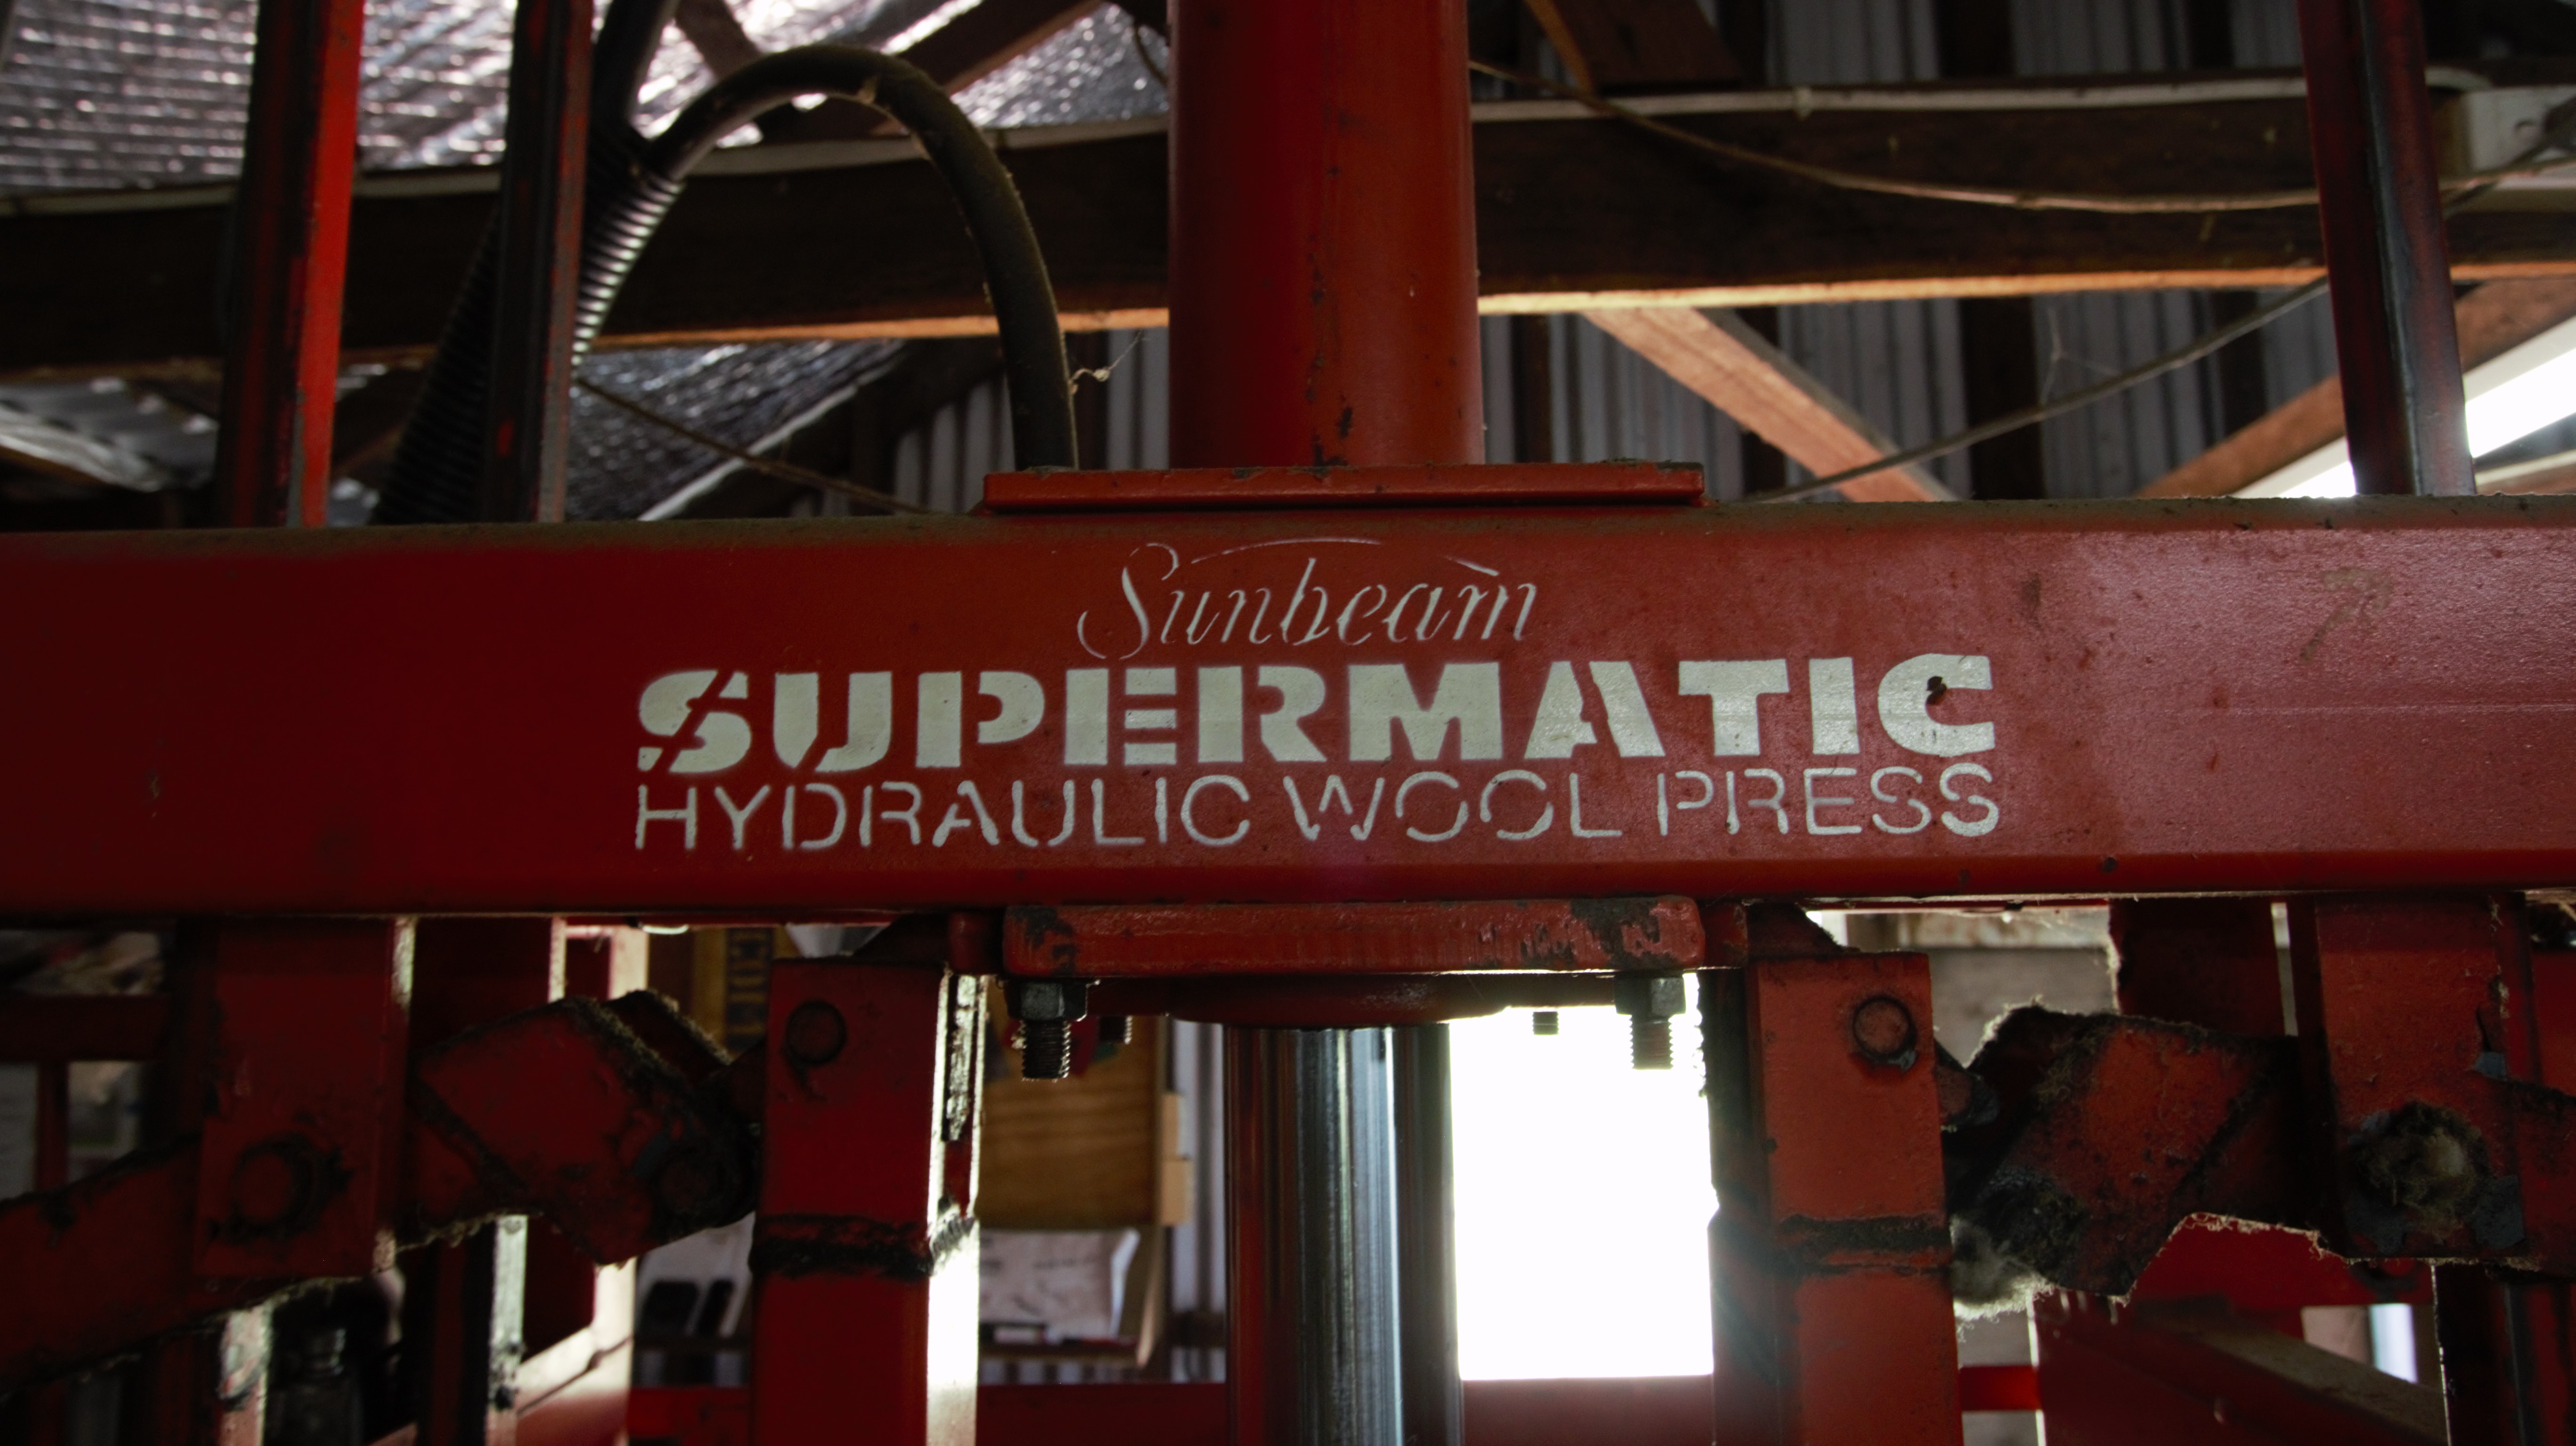 Sunbeam
SUPERMATIC
HYDRAULIC WOOL PRESS